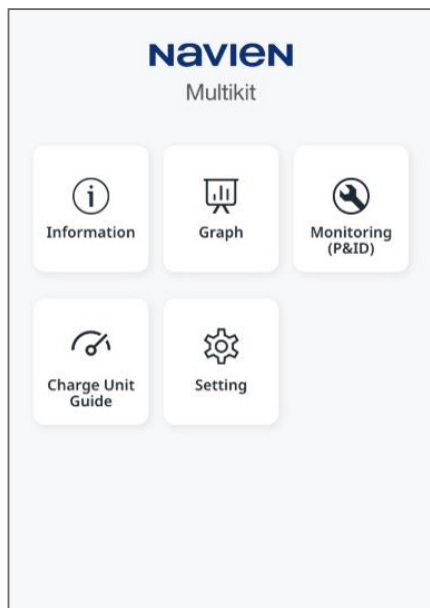 NAVIEN
Multikit
Information
Graph
Monitoring
(P&ID)
Charge Unit
Guide
Setting